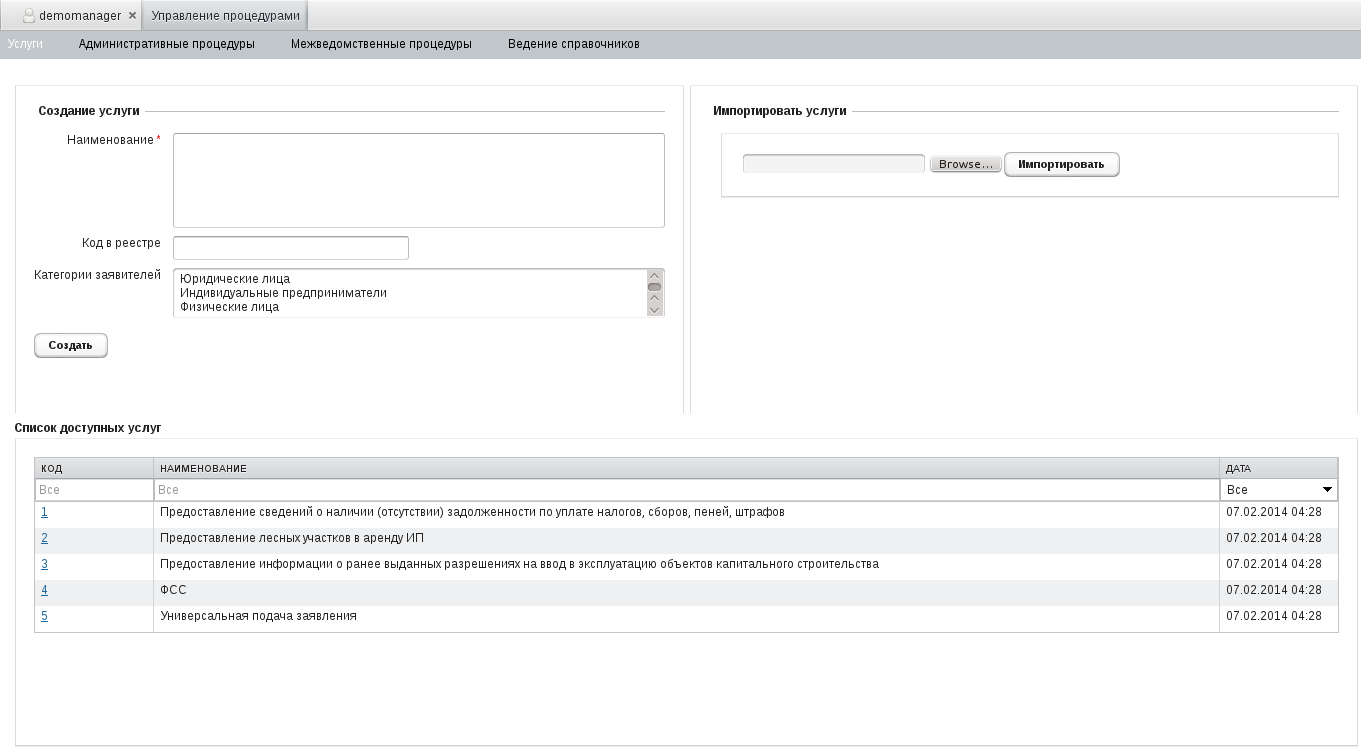 demomanager × Управление процедурами
Услуги Административные процедуры Межведомственные процедуры Ведение справочников
Создание услуги
Наименование *
Код в реестре
Категории заявителей
Юридические лица
Индивидуальные предприниматели
Физические лица
Создать
Импортировать услуги
Browse... Импортировать
Список доступных услуг
КОД НАИМЕНОВАНИЕ ДАТА
Все Все Все
1 Предоставление сведений о наличии (отсутствии) задолженности по уплате налогов, сборов, пеней, штрафов 07.02.2014 04:28
2 Предоставление лесных участков в аренду ИП 07.02.2014 04:28
3 Предоставление информации о ранее выданных разрешениях на ввод в эксплуатацию объектов капитального строительства 07.02.2014 04:28
4 ФСС 07.02.2014 04:28
5 Универсальная подача заявления 07.02.2014 04:28